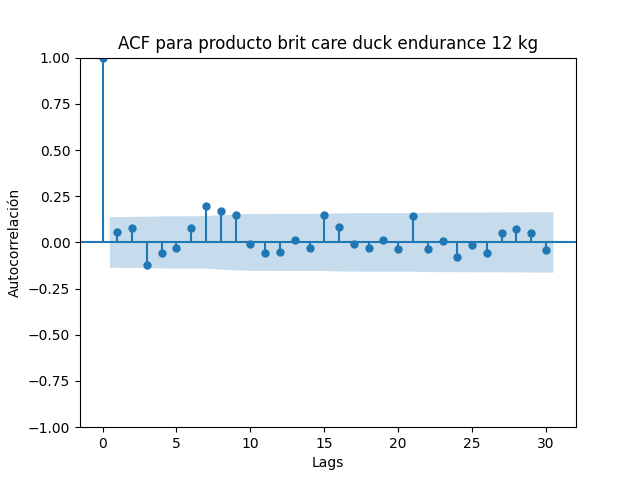 ACF para producto brit care duck endurance 12 kg
1.00
0.75
0.50
0.25
0.00
−0.25
−0.50
−0.75
−1.00
Autocorrelación
0 5 10 15 20 25 30
Lags